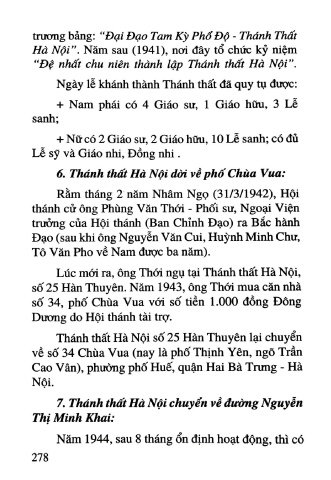 trương bảng: “Đại Đạo Tam Kỳ Phổ Độ - Thánh Thất
Hà Nội”. Năm sau (1941), nơi đây tổ chức kỷ niệm
“Đệ nhất chu niên thành lập Thánh thất Hà Nội”.
Ngày lễ khánh thành Thánh thất đã quy tụ được:
+ Nam phái có 4 Giáo sư, 1 Giáo hữu, 3 Lễ
sanh;
+ Nữ có 2 Giáo sư, 2 Giáo hữu, 10 Lễ sanh; có đủ
Lễ sỹ và Giáo nhi, Đồng nhi .
6. Thánh thất Hà Nội dời về phố Chùa Vua:
Rằm tháng 2 năm Nhâm Ngọ (31/3/1942), Hội
thánh cử ông Phùng Văn Thới - Phối sư, Ngoại Viện
trưởng của Hội thánh (Ban Chỉnh Đạo) ra Bắc hành
Đạo (sau khi ông Nguyễn Văn Cui, Huỳnh Minh Chư,
Tô Văn Pho về Nam được ba năm).
Lúc mới ra, ông Thới ngụ tại Thánh thất Hà Nội,
số 25 Hàn Thuyên. Năm 1943, ông Thới mua căn nhà
số 34, phố Chùa Vua với số tiền 1.000 đồng Đông
Dương do Hội thánh tài trợ.
Thánh thất Hà Nội số 25 Hàn Thuyên lại chuyển
về số 34 Chùa Vua (nay là phố Thịnh Yên, ngõ Trần
Cao Vân), phường phố Huế, quận Hai Bà Trưng - Hà
Nội.
7. Thánh thất Hà Nội chuyển về đường Nguyễn
Thị Minh Khai:
Năm 1944, sau 8 tháng ổn định hoạt động, thì có
278